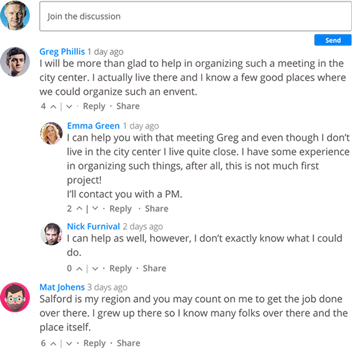 Join the discussion
Send
Greg Phillis 1 day ago
I will be more than glad to help in organizing such a meeting in the
city center. I actually live there and I know a few good places where
we could organize such an envent.
4 | · Reply · Share
Emma Green 1 day ago
I can help you with that meeting Greg and even though I don't
live in the city center I live quite close. I have some experience
in organizing such things, after all, this is not much first
project!
I'll contact you with a PM.
2 | · Reply · Share
Nick Furnival 2 days ago
I can help as well, however, I don't exactly know what I could
do.
0 | · Reply · Share
Mat Johens 3 days ago
Salford is my region and you may count on me to get the job done
over there. I grew up there so I know many folks over there and the
place itself.
6 | · Reply · Share